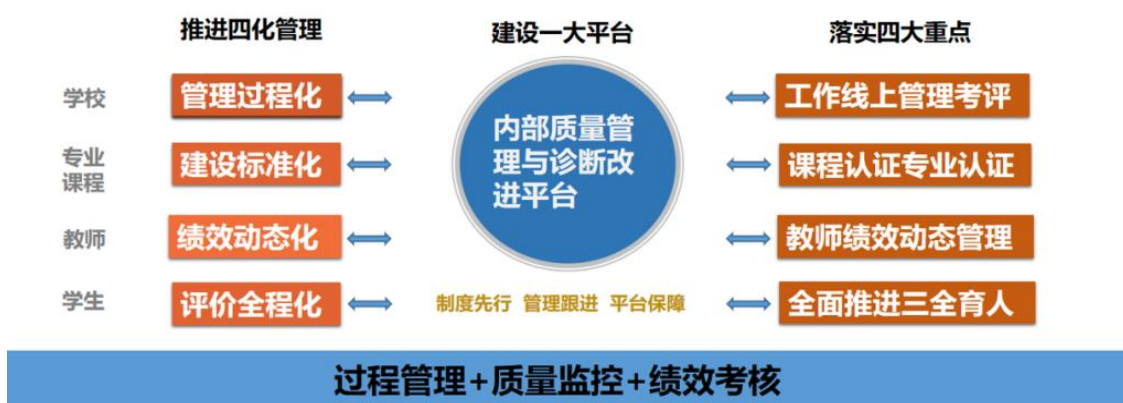 推进四化管理 建设一大平台 落实四大重点
学校 管理过程化 工作线上管理考评
专业
课程
建设标准化 课程认证专业认证
内部质量管
理与诊断改
进平台
教师 绩效动态化 教师绩效动态管理
学生 评价全程化 制度先行 管理跟进 平台保障 全面推进三全育人
过程管理+质量监控+绩效考核